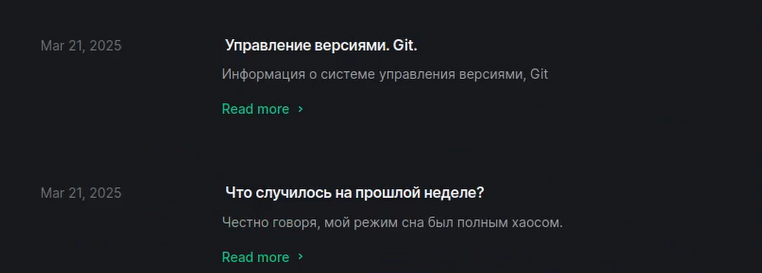 Mar 21, 2025
Управление версиями. Git.
Информация о системе управления версиями, Git
Read more ›
Mar 21, 2025
Что случилось на прошлой неделе?
Честно говоря, мой режим сна был полным хаосом.
Read more ›